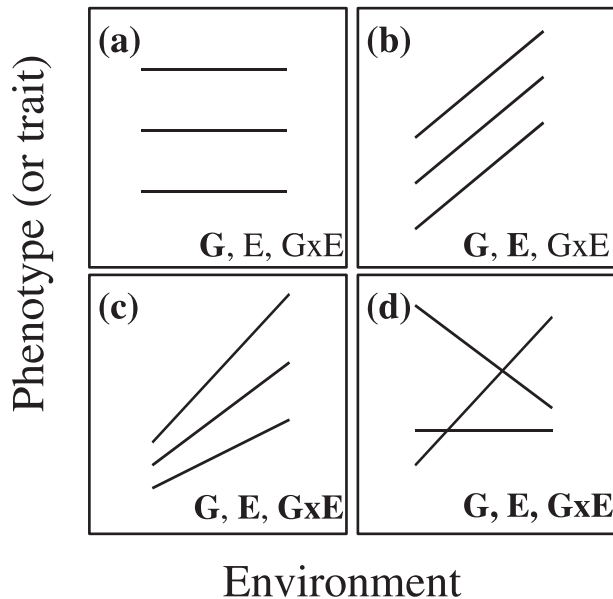 Phenotype (or trait)
(a)
G, E, GxE
(b)
G, E, GxE
(c)
G, E, GxE
(d)
G, E, GxE
Environment